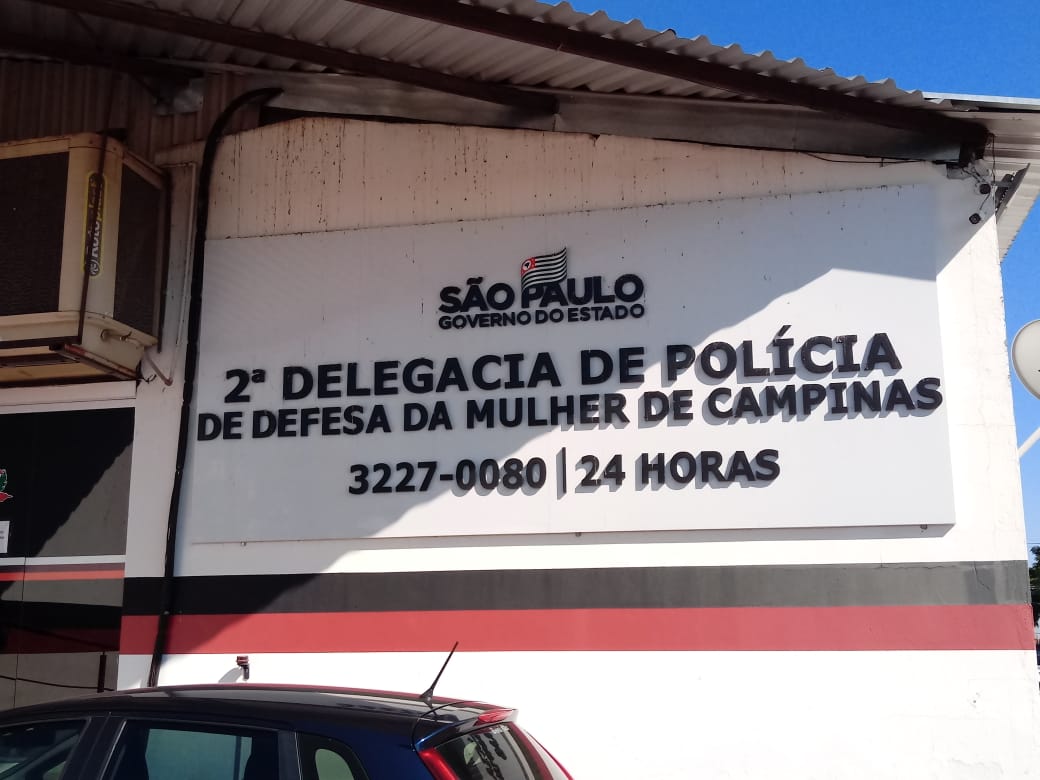 SÃO PAULO
GOVERNO DO ESTADO
2ª DELEGACIA DE POLÍCIA
DE DEFESA DA MULHER DE CAMPINAS
3227-0080 | 24 HORAS
Rotoplast